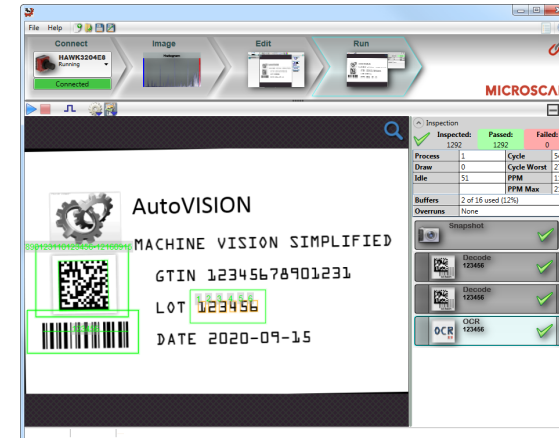 File Help
Connect
Image
Edit
Run
HAWK3204E8
Running
Connected
Histogram
MICROSCA
AutoVISION
MACHINE VISION SIMPLIFIED
GTIN 12345678901231
LOT 123456
DATE 2020-09-15
Inspection
Inspected: Passed: Failed:
1292 1292 0
Process 1 Cycle
Draw 0 Cycle Worst
Idle 51 PPM
PPM Max
Buffers 2 of 16 used (12%)
Overruns None
Snapshot
Decode
123456
Decode
123456
OCR
OCR
123456